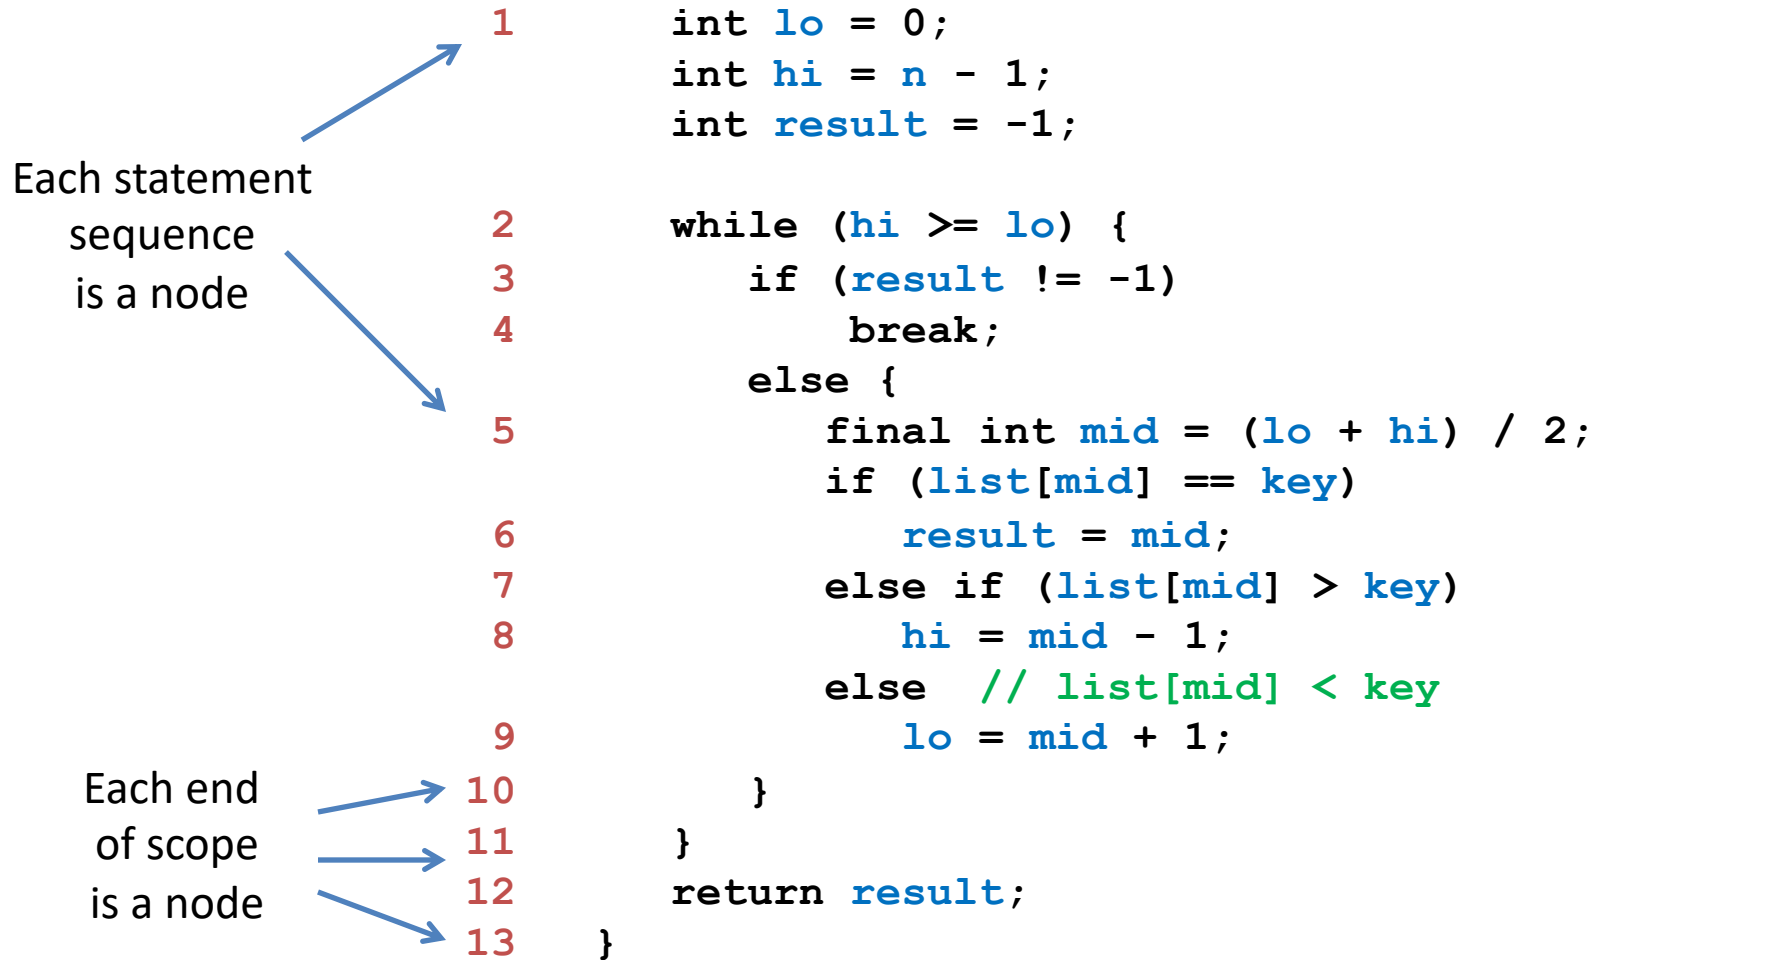 1 int lo = 0;
int hi = n - 1;
int result = -1;
Each statement
sequence
is a node
2 while (hi >= lo) {
3 if (result != -1)
4 break;
else {
5 final int mid = (lo + hi) / 2;
if (list[mid] == key)
6 result = mid;
7 else if (list[mid] > key)
8 hi = mid - 1;
else // list[mid] < key
9 lo = mid + 1;
Each end
of scope
is a node
10 }
11 }
12 return result;
13 }